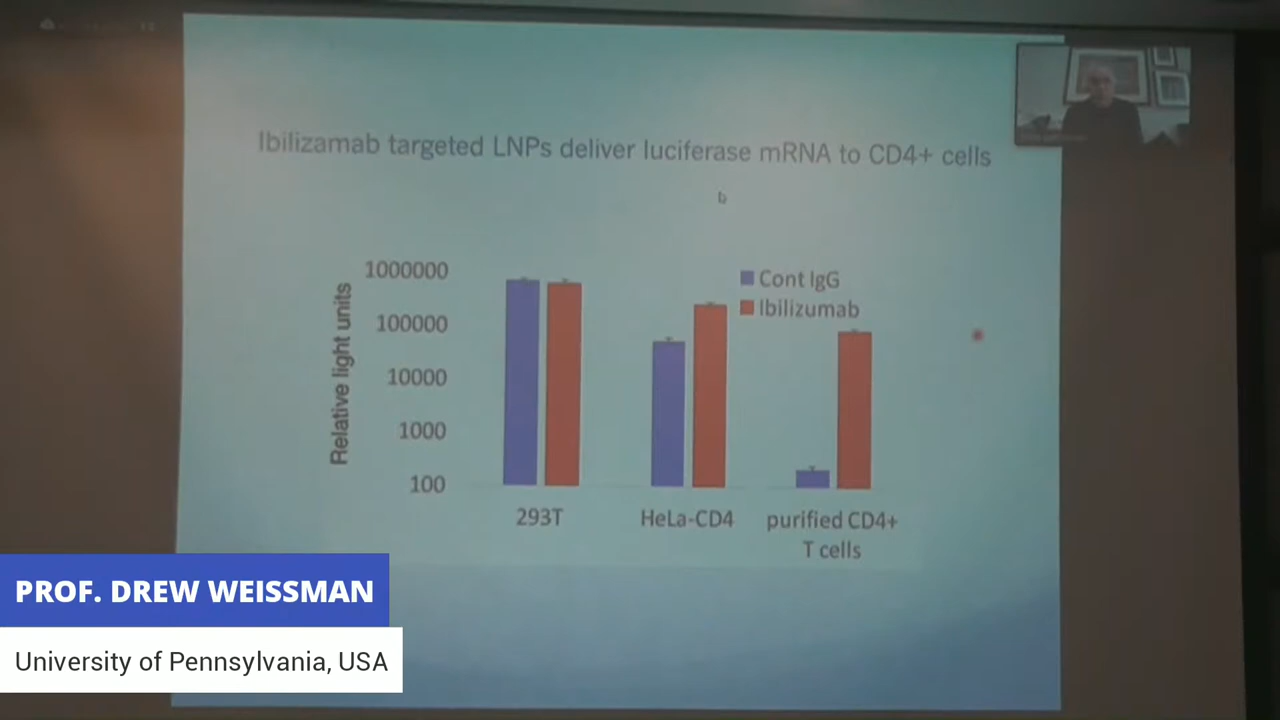 Ibilizamab targeted LNPs deliver luciferase mRNA to CD4+ cells
Relative light units
1000000
100000
10000
1000
100
Cont IgG
Ibilizumab
293T
HeLa-CD4
purified CD4+
T cells
PROF. DREW WEISSMAN
University of Pennsylvania, USA